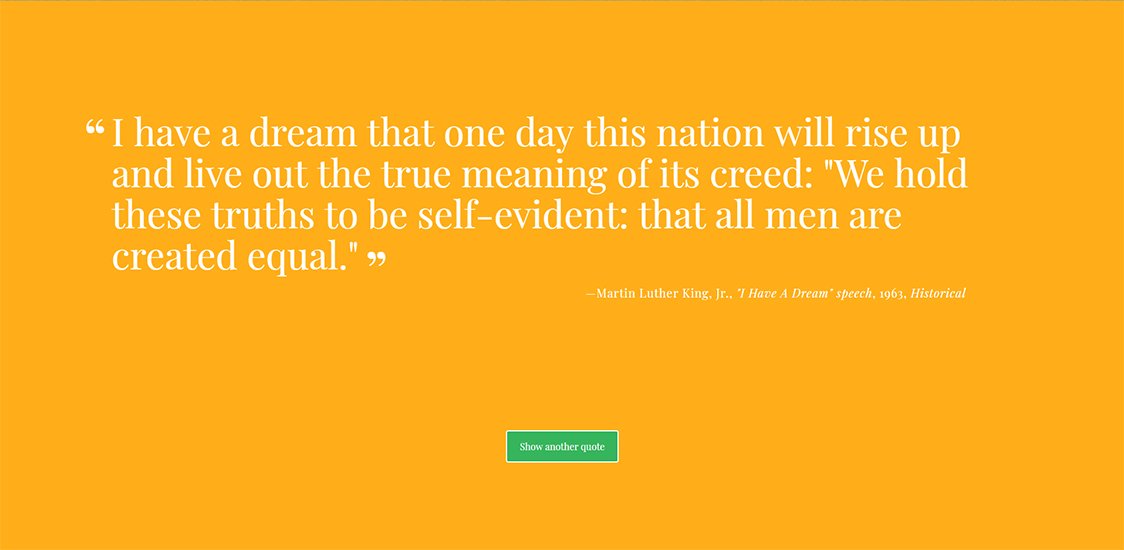 “ I have a dream that one day this nation will rise up
and live out the true meaning of its creed: "We hold
these truths to be self-evident: that all men are
created equal." ”
—Martin Luther King, Jr., "I Have A Dream" speech, 1963, Historical
Show another quote